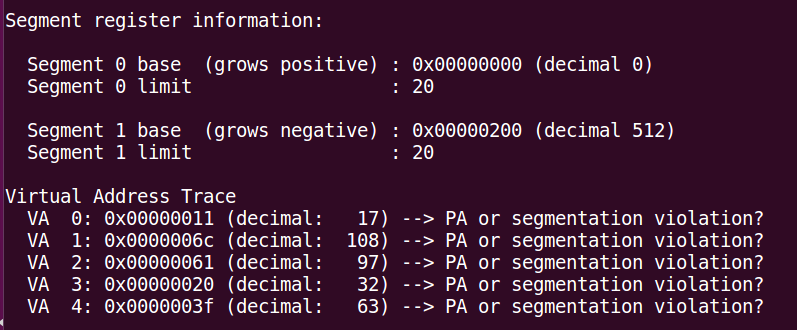 Segment register information:
Segment 0 base  (grows positive) : 0x00000000 (decimal 0)
Segment 0 limit                  : 20
Segment 1 base  (grows negative) : 0x00000200 (decimal 512)
Segment 1 limit                  : 20
Virtual Address Trace
VA  0: 0x00000011 (decimal:   17) --> PA or segmentation violation?
VA  1: 0x0000006c (decimal:  108) --> PA or segmentation violation?
VA  2: 0x00000061 (decimal:   97) --> PA or segmentation violation?
VA  3: 0x00000020 (decimal:   32) --> PA or segmentation violation?
VA  4: 0x0000003f (decimal:   63) --> PA or segmentation violation?